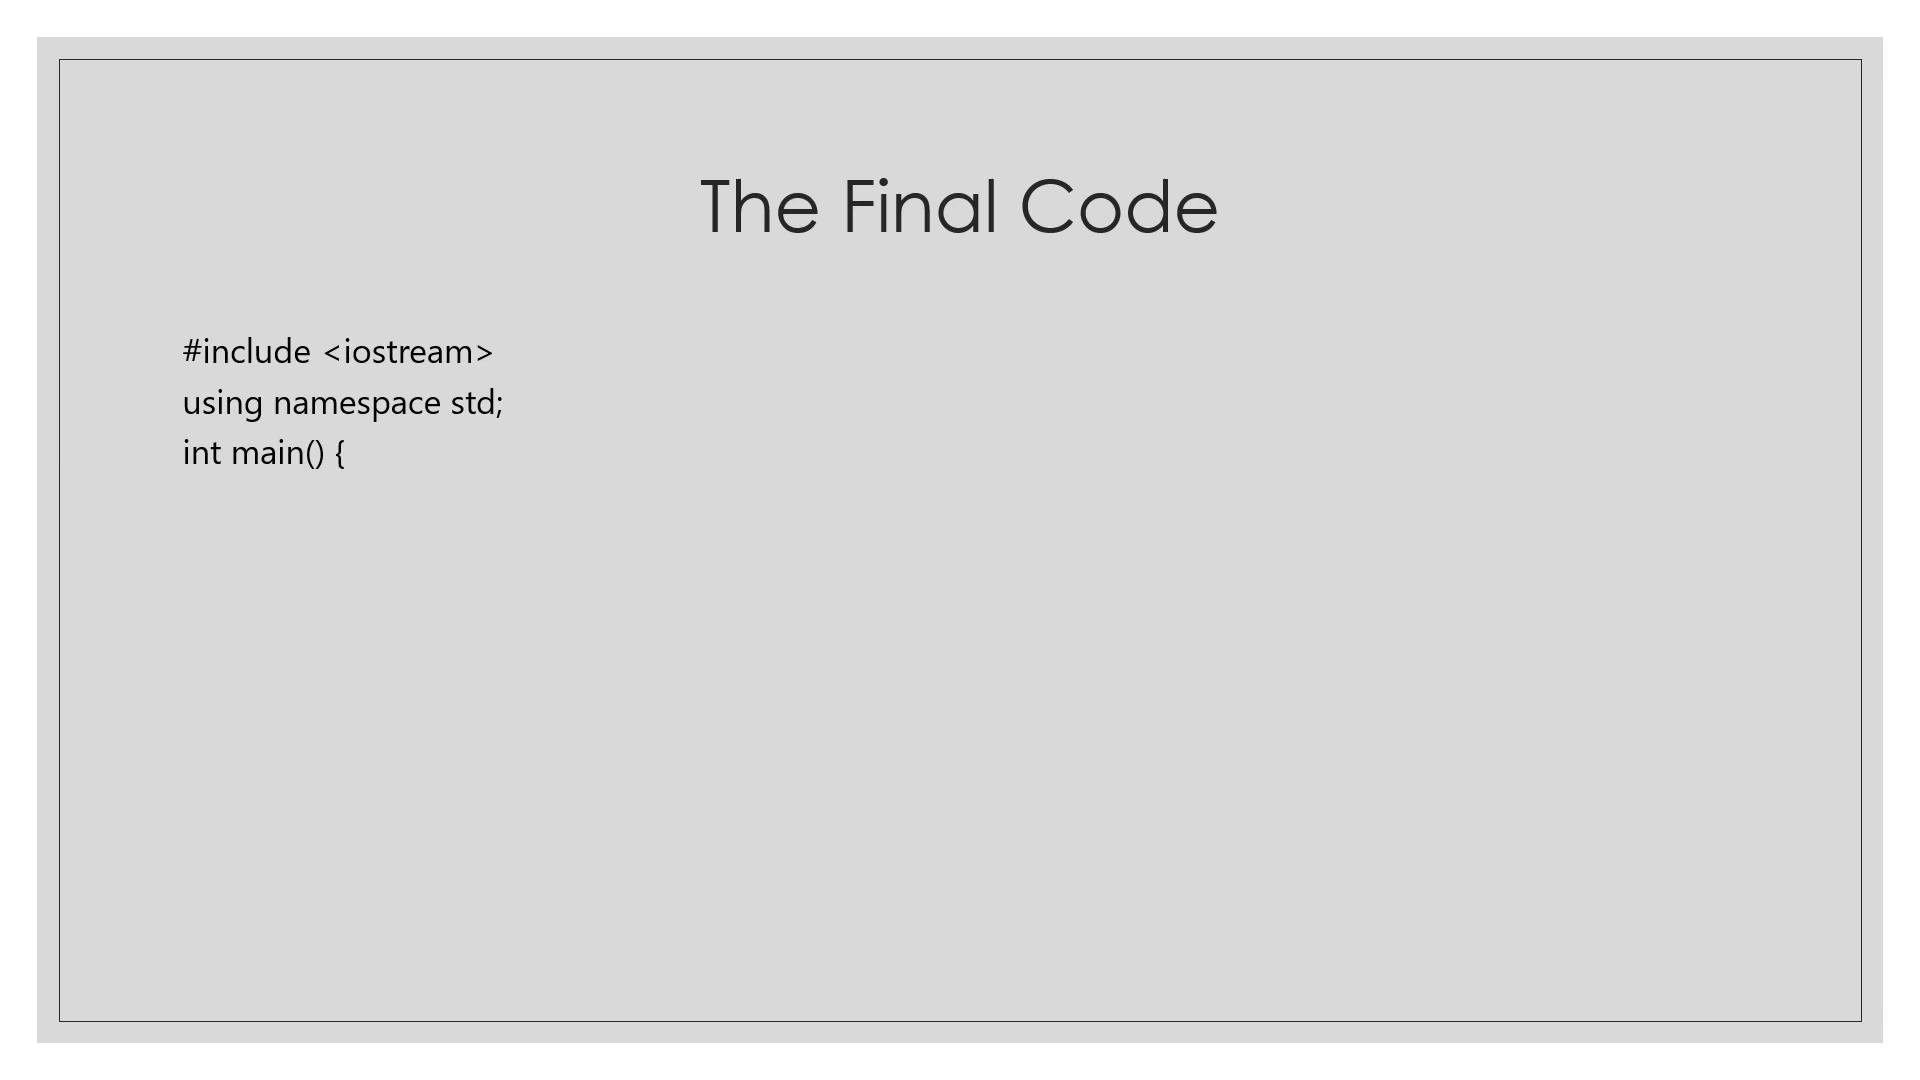 The Final Code
#include <iostream>
using namespace std;
int main() {